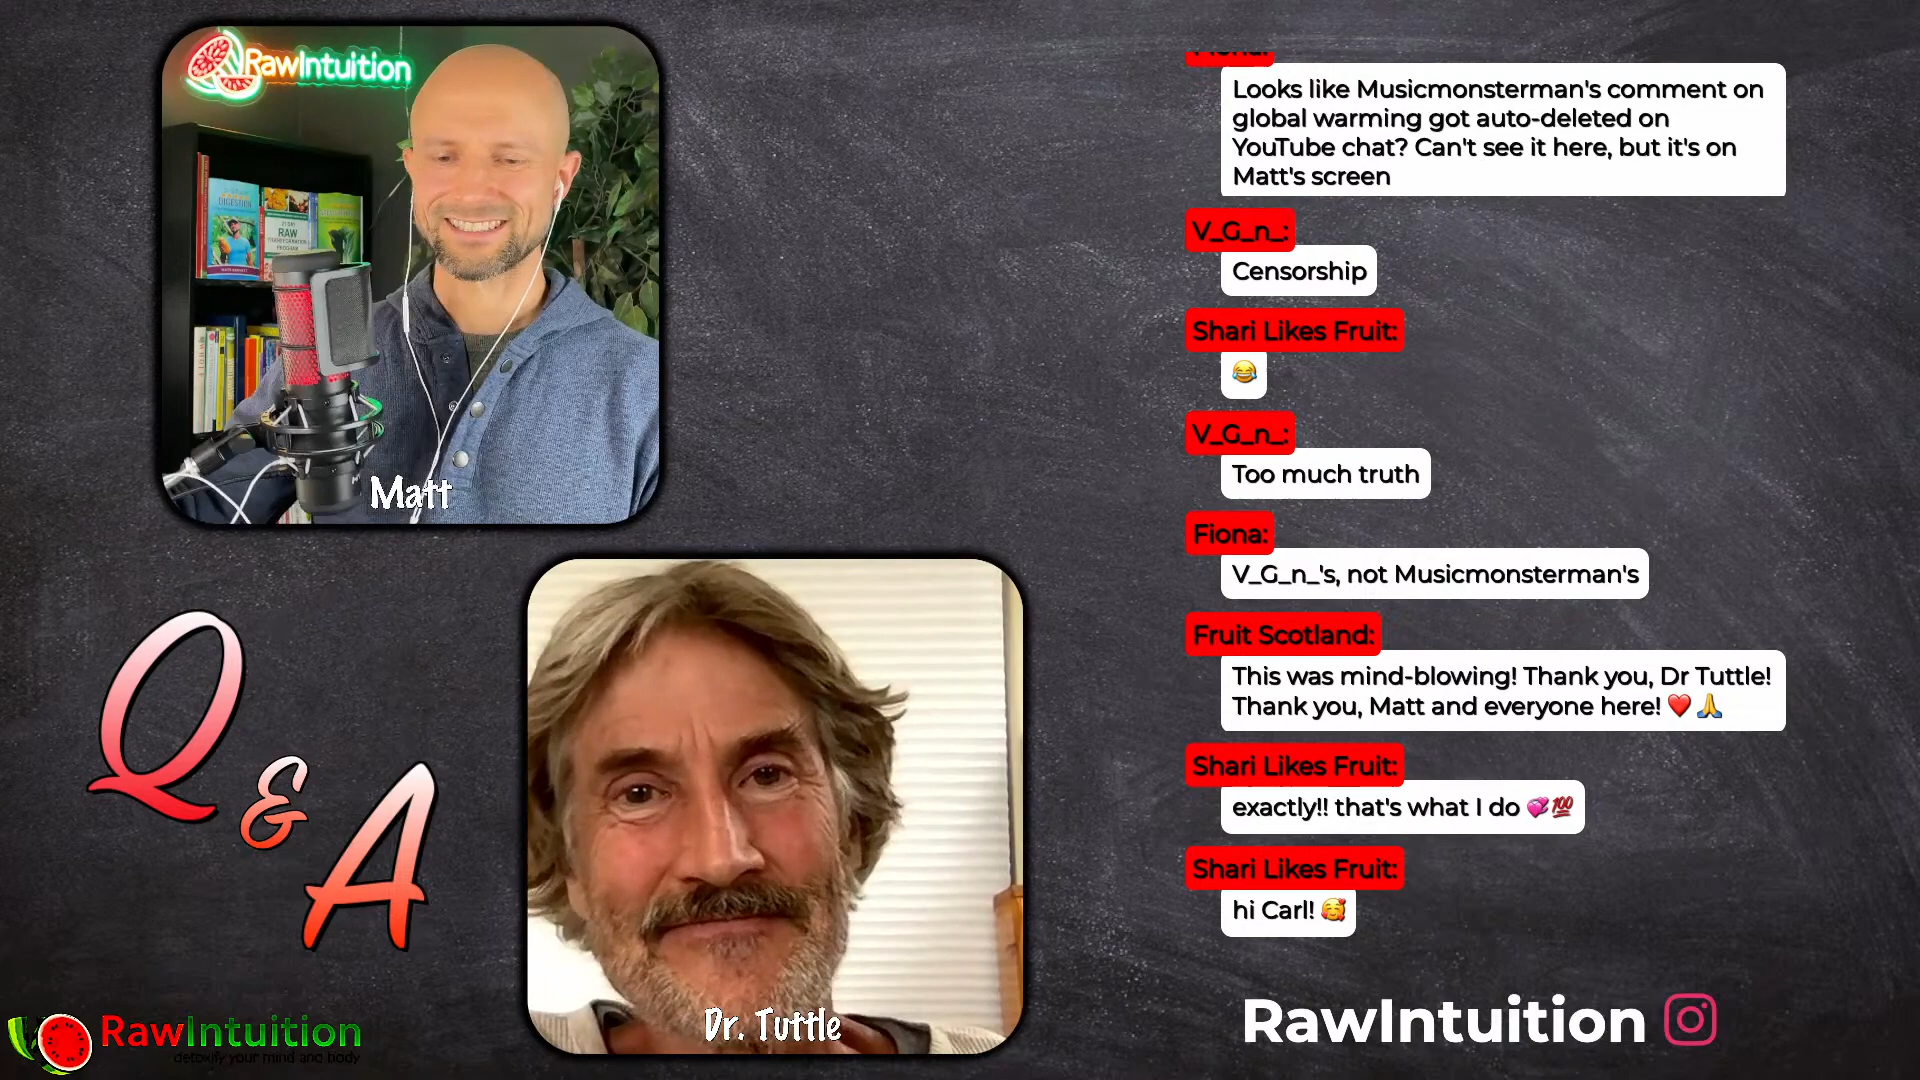 RawIntuition
DIGESTION
RAW
PROGRAM
Matt
Q
&
A
Dr. Tuttle
RawIntuition
detoxify your mind and body
Looks like Musicmonsterman's comment on
global warming got auto-deleted on
YouTube chat? Can't see it here, but it's on
Matt's screen
V_G_n_:
Censorship
Shari Likes Fruit:
😂
V_G_n_:
Too much truth
Fiona:
V_G_n_'s, not Musicmonsterman's
Fruit Scotland:
This was mind-blowing! Thank you, Dr Tuttle!
Thank you, Matt and everyone here! ❤️🙏
Shari Likes Fruit:
exactly!! that's what I do 💞💯
Shari Likes Fruit:
hi Carl! 🥰
RawIntuition